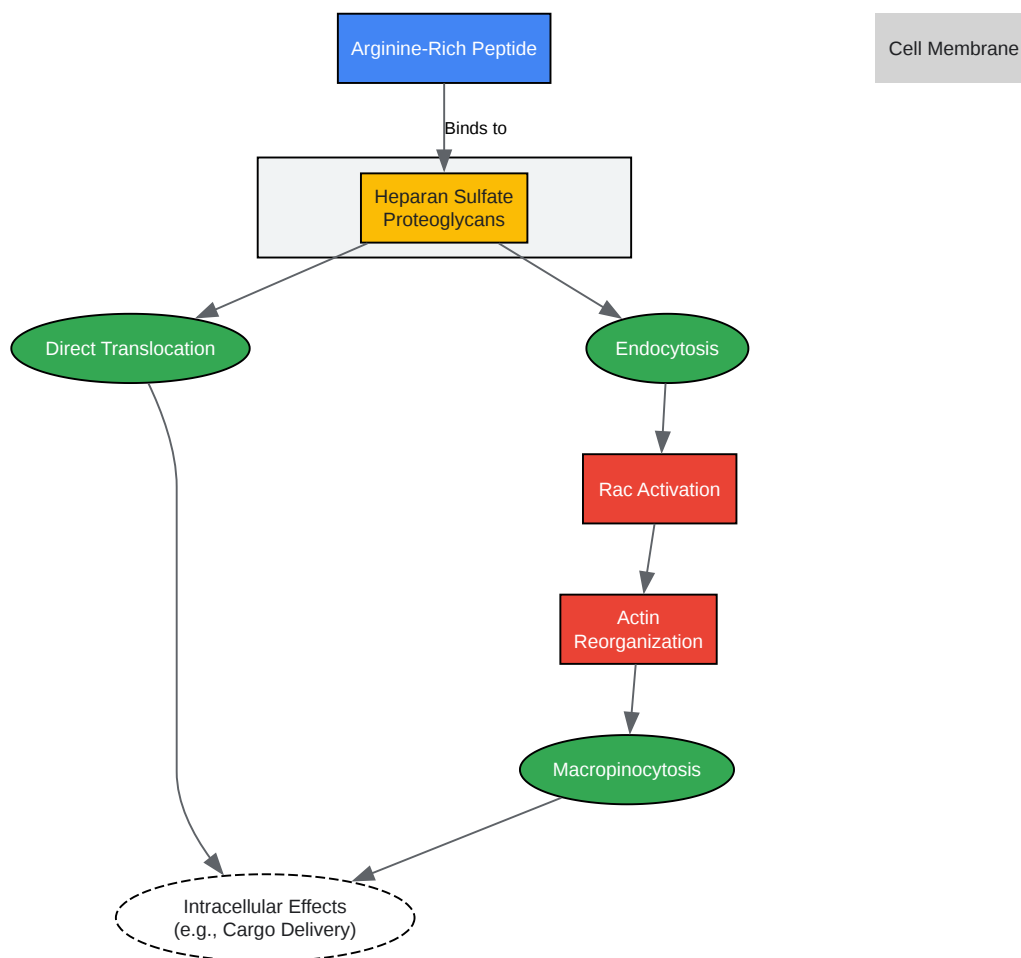 Arginine-Rich Peptide
Cell Membrane
Binds to
Heparan Sulfate
Proteoglycans
Direct Translocation
Endocytosis
Rac Activation
Actin
Reorganization
Macropinocytosis
Intracellular Effects
(e.g., Cargo Delivery)